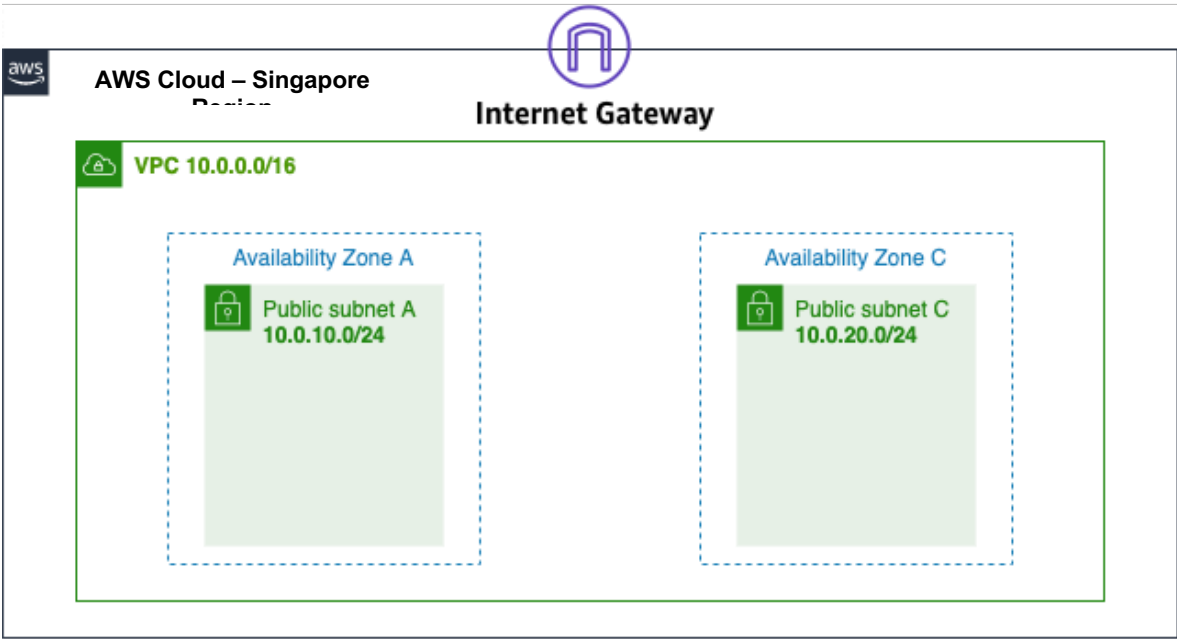 aws
AWS Cloud – Singapore
Region
Internet Gateway
VPC 10.0.0.0/16
Availability Zone A
Public subnet A
10.0.10.0/24
Availability Zone C
Public subnet C
10.0.20.0/24